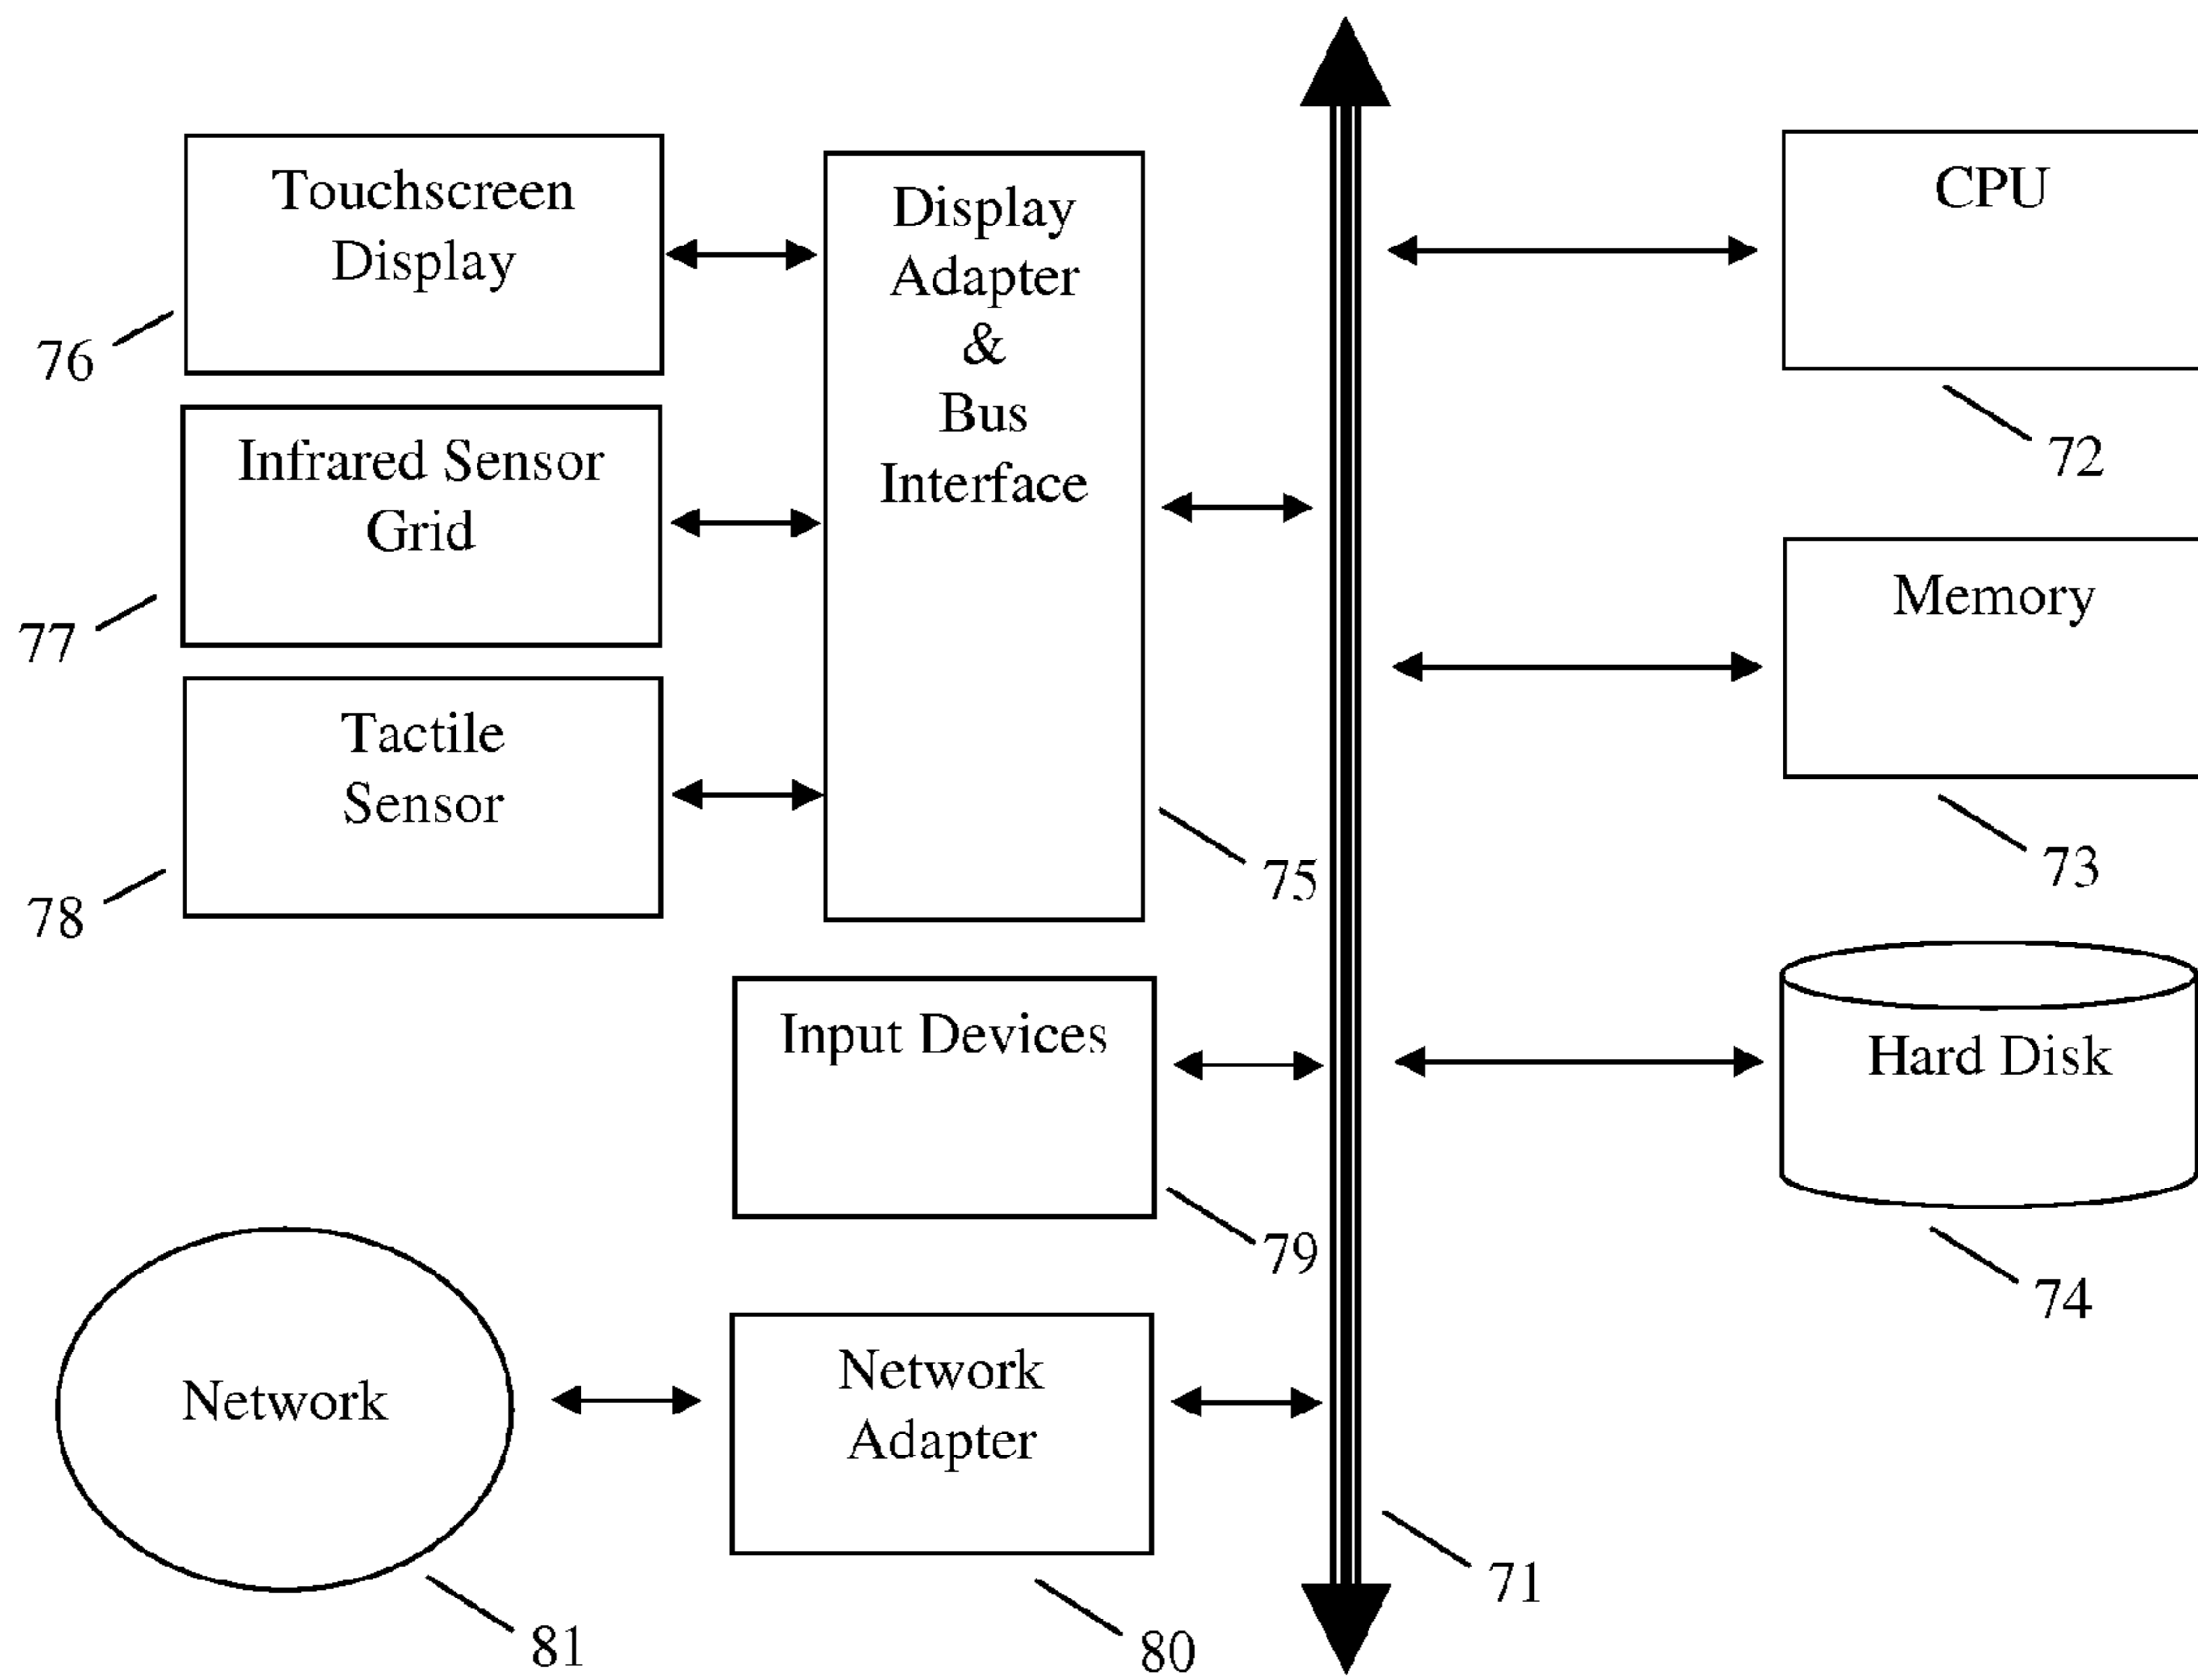 Touchscreen
Display
76
Infrared Sensor
Grid
77
Tactile
Sensor
78
Display
Adapter
&
Bus
Interface
75
CPU
72
Memory
73
Hard Disk
74
Input Devices
79
Network
81
Network
Adapter
80
71